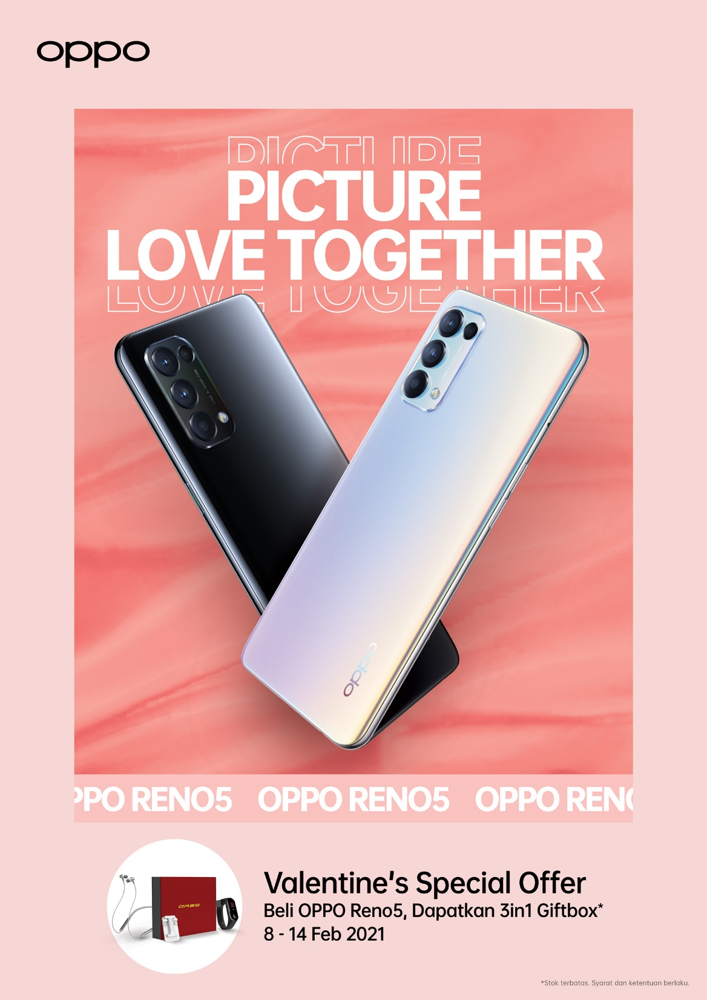 oppo
PICTURE
PICTURE
LOVE TOGETHER
LOVE TOGETHER
oppo
PPO RENO5 OPPO RENO5 OPPO RENO
Valentine's Special Offer
Beli OPPO Reno5, Dapatkan 3in1 Giftbox*
8 - 14 Feb 2021
*Stok terbatas. Syarat dan ketentuan berlaku.